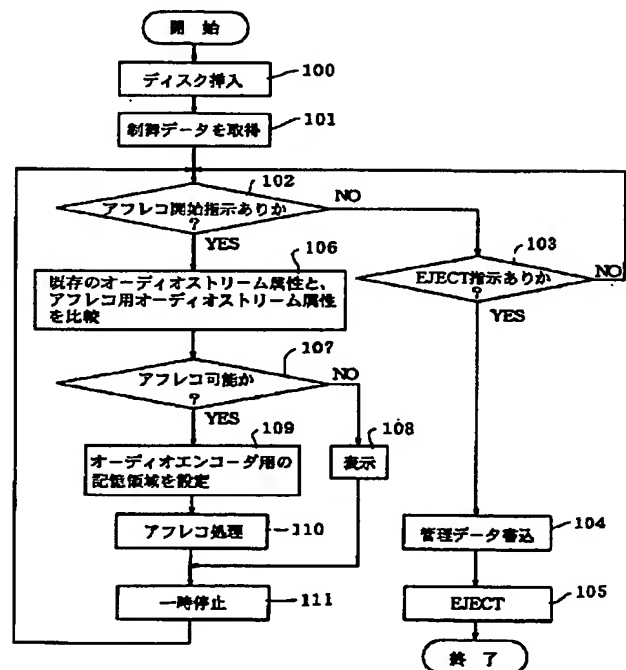 開 始
ディスク挿入
100
制御データを取得
101
アフレコ開始指示ありか
?
102
NO
YES
EJECT指示ありか
?
103
NO
YES
既存のオーディオストリーム属性と、
アフレコ用オーディオストリーム属性
を比較
106
アフレコ可能か
?
107
NO
YES
表示
108
オーディオエンコーダ用の
記憶領域を設定
109
アフレコ処理
110
一時停止
111
管理データ書込
104
EJECT
105
終 了